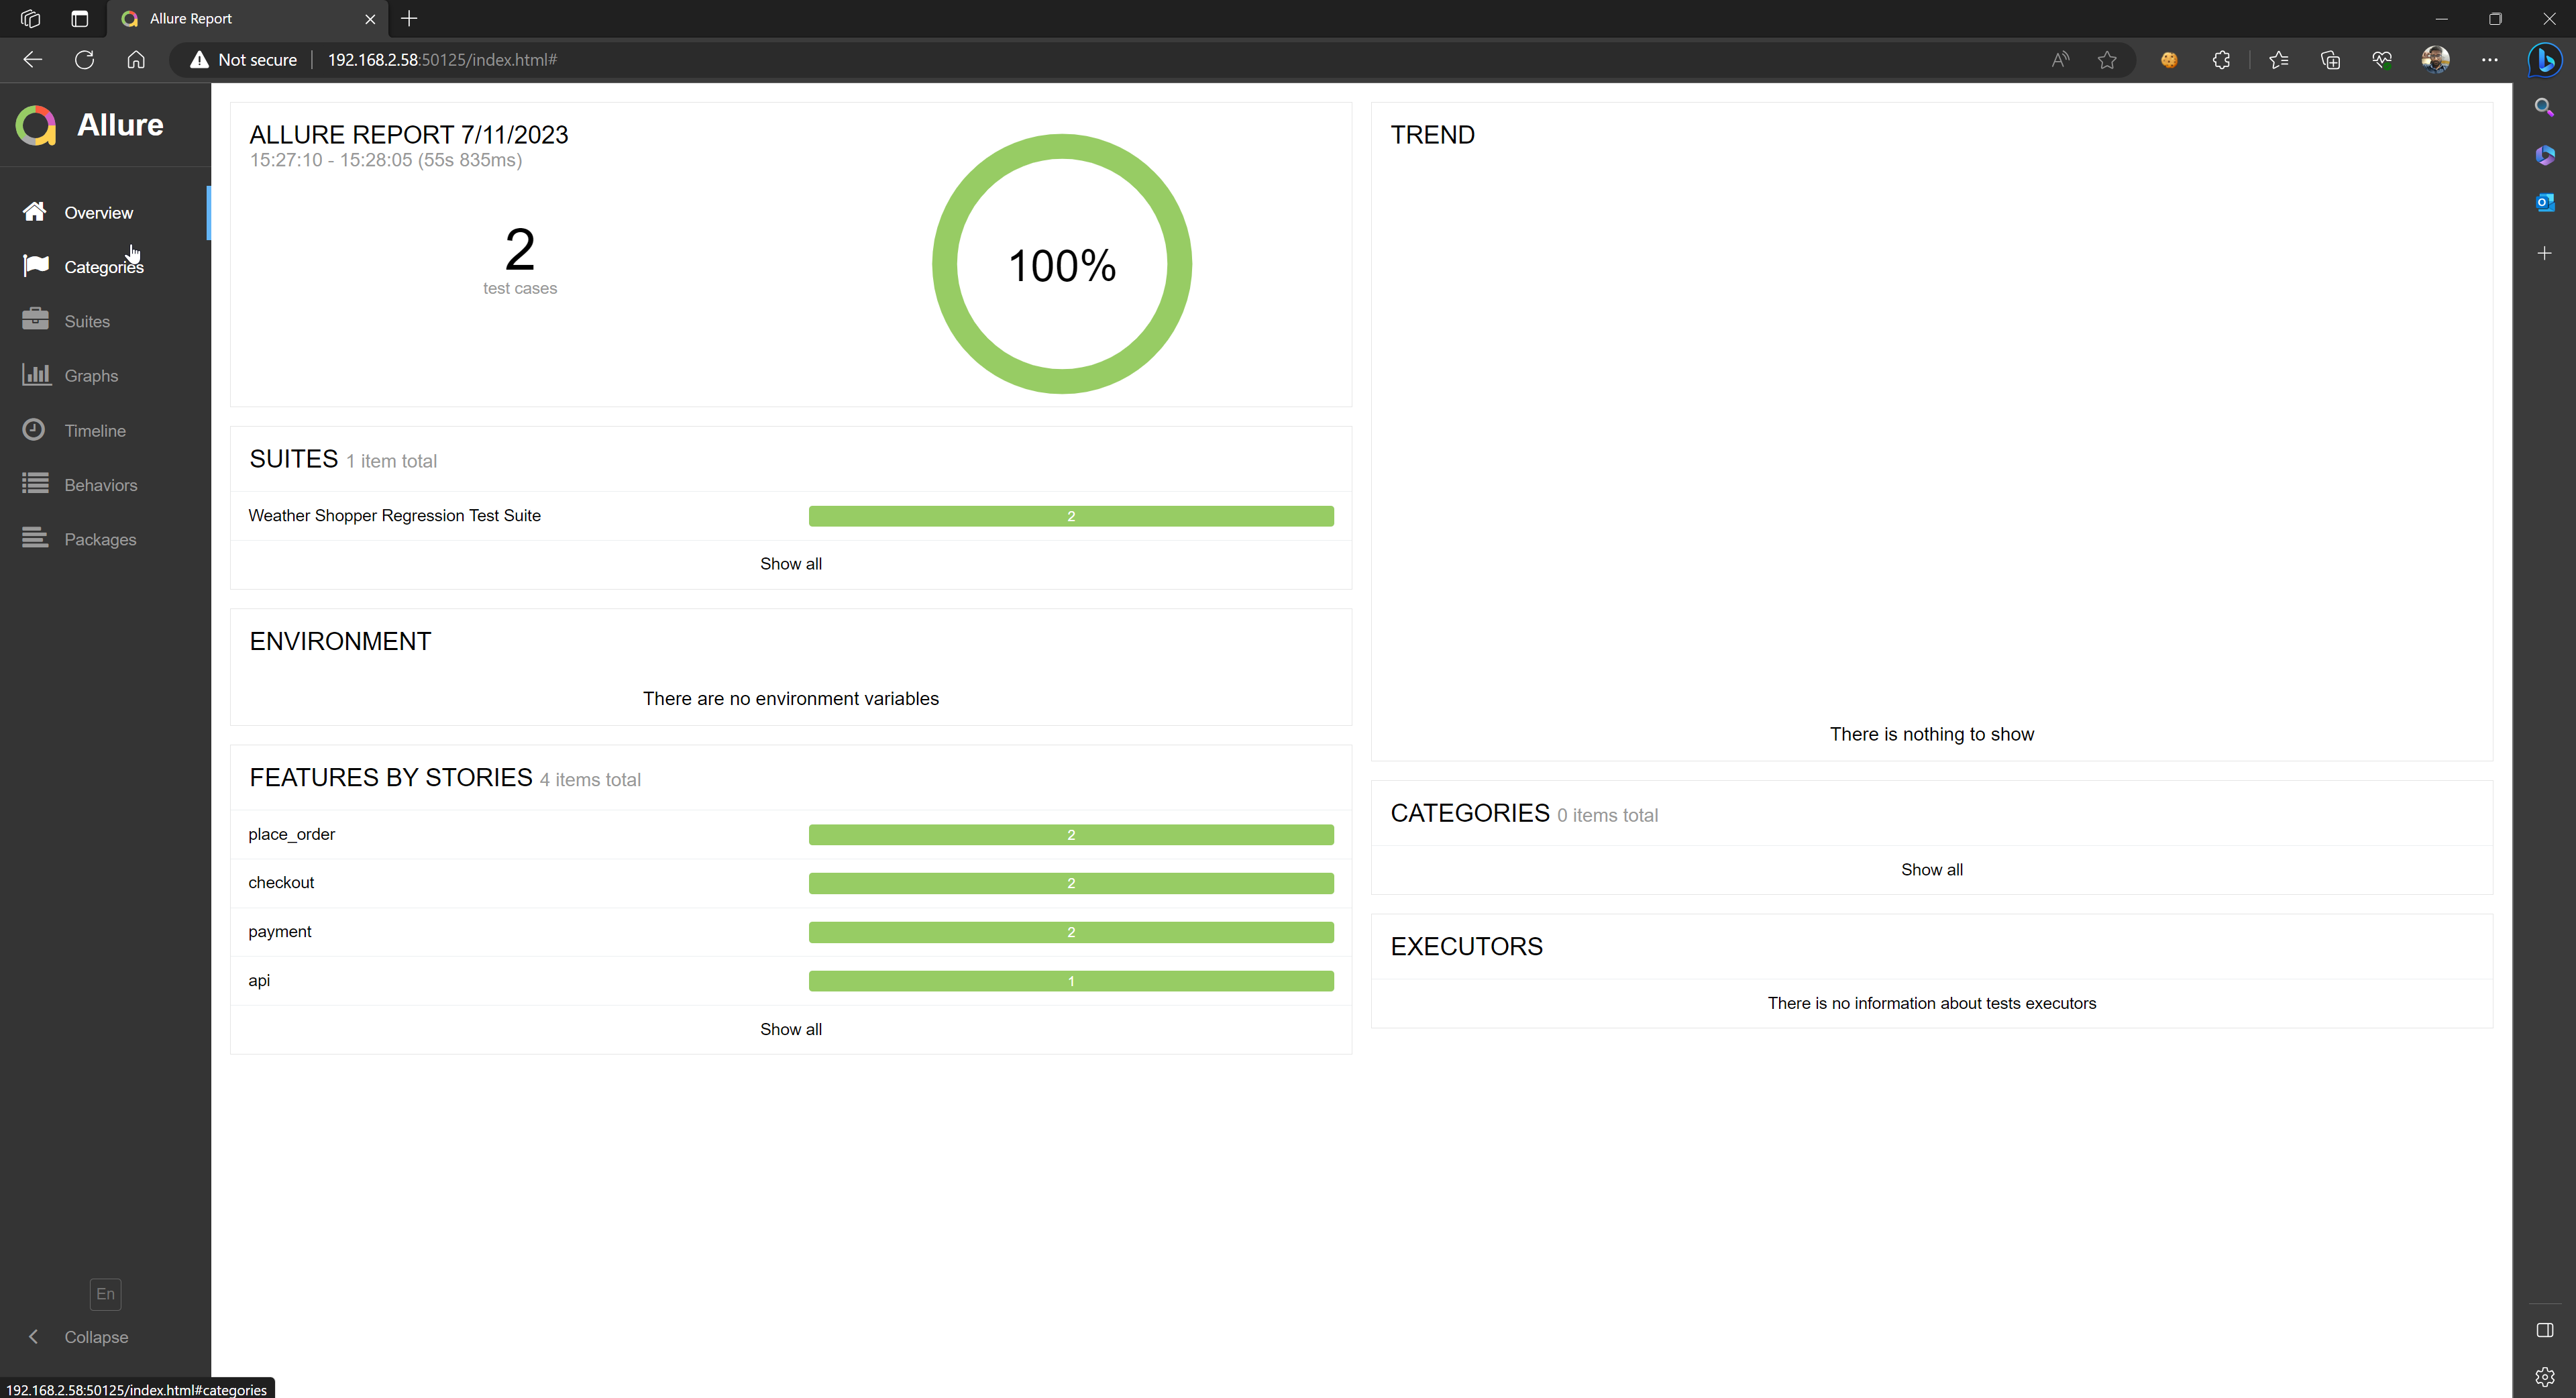 Allure Report
Not secure
192.168.2.58:50125/index.html#
Allure
Overview
Categories
Suites
Graphs
Timeline
Behaviors
Packages
En
Collapse
192.168.2.58:50125/index.html#categories
ALLURE REPORT 7/11/2023
15:27:10 - 15:28:05 (55s 835ms)
2
test cases
100%
SUITES 1 item total
Weather Shopper Regression Test Suite 2
Show all
ENVIRONMENT
There are no environment variables
FEATURES BY STORIES 4 items total
place_order 2
checkout 2
payment 2
api 1
Show all
TREND
There is nothing to show
CATEGORIES 0 items total
Show all
EXECUTORS
There is no information about tests executors